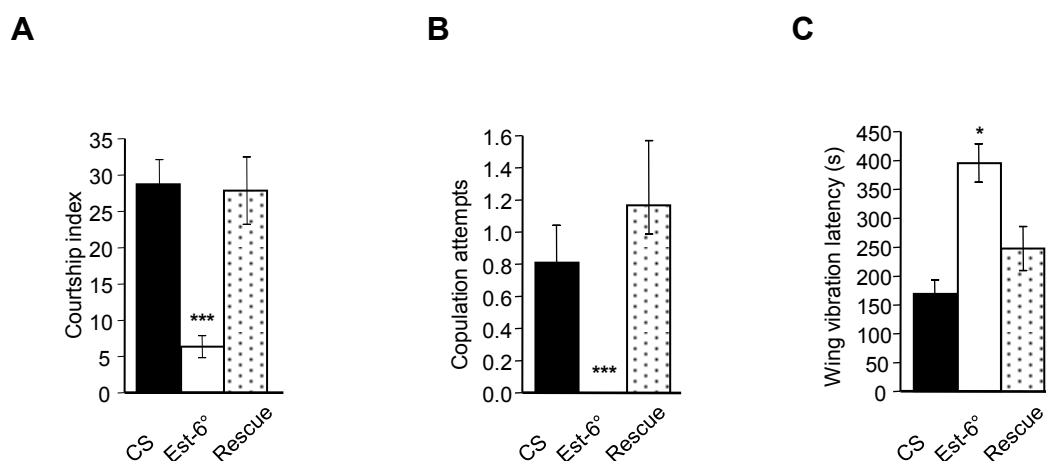 A
B
C
Courtship index
35
30
25
20
15
10
5
0
***
CS
Est-6°
Rescue
Copulation attempts
1.6
1.4
1.2
1.0
0.8
0.6
0.4
0.2
0.0
***
CS
Est-6°
Rescue
Wing vibration latency (s)
450
400
350
300
250
200
150
100
50
0
*
CS
Est-6°
Rescue